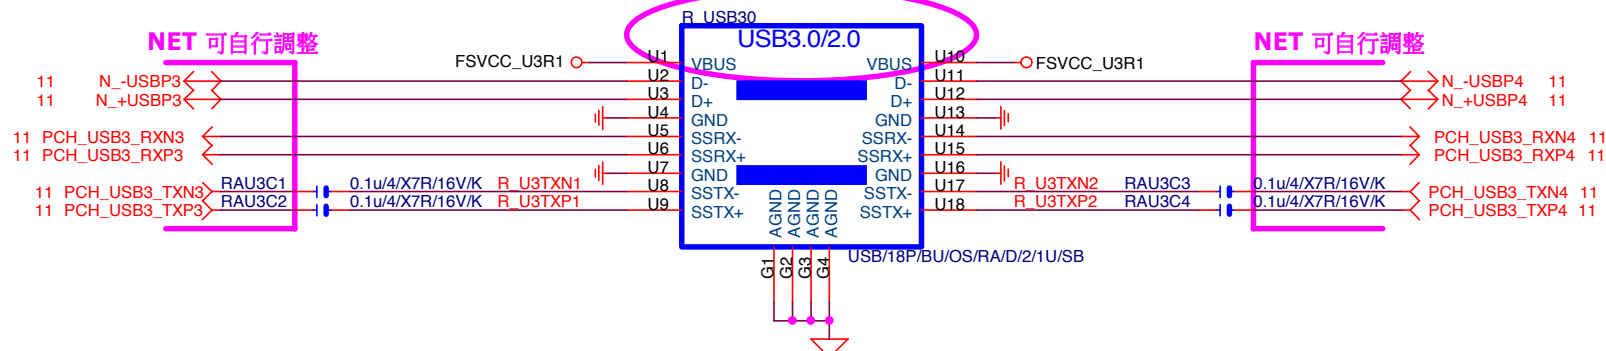 R_USB30
USB3.0/2.0
NET 可自行調整
NET 可自行調整
FSVCC_U3R1 U1 VBUS VBUS U10 FSVCC_U3R1
11 N_-USBP3 U2 D- D- U11 N_-USBP4 11
11 N_+USBP3 U3 D+ D+ U12 N_+USBP4 11
U4 GND GND U13
11 PCH_USB3_RXN3 U5 SSRX- SSRX- U14 PCH_USB3_RXN4 11
11 PCH_USB3_RXP3 U6 SSRX+ SSRX+ U15 PCH_USB3_RXP4 11
U7 GND GND U16
11 PCH_USB3_TXN3 RAU3C1 0.1u/4/X7R/16V/K R_U3TXN1 U8 SSTX- SSTX- U17 R_U3TXN2 RAU3C3 0.1u/4/X7R/16V/K PCH_USB3_TXN4 11
11 PCH_USB3_TXP3 RAU3C2 0.1u/4/X7R/16V/K R_U3TXP1 U9 SSTX+ SSTX+ U18 R_U3TXP2 RAU3C4 0.1u/4/X7R/16V/K PCH_USB3_TXP4 11
AGND AGND AGND AGND
G1 G2 G3 G4
USB/18P/BU/OS/RA/D/2/1U/SB